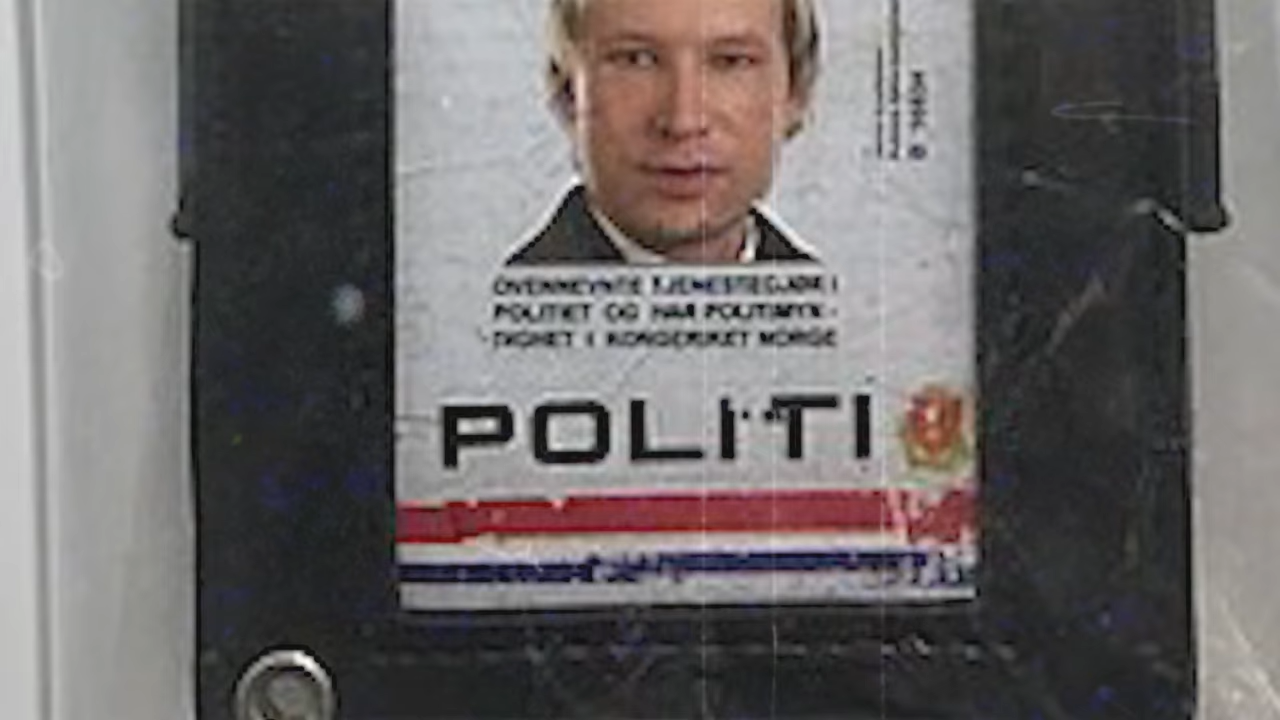 OVENNEVNTE TJENESTEGJØR I
POLITIET OG HAR POLITIMYN-
DIGHET I KONGERIKET NORGE
POLITI